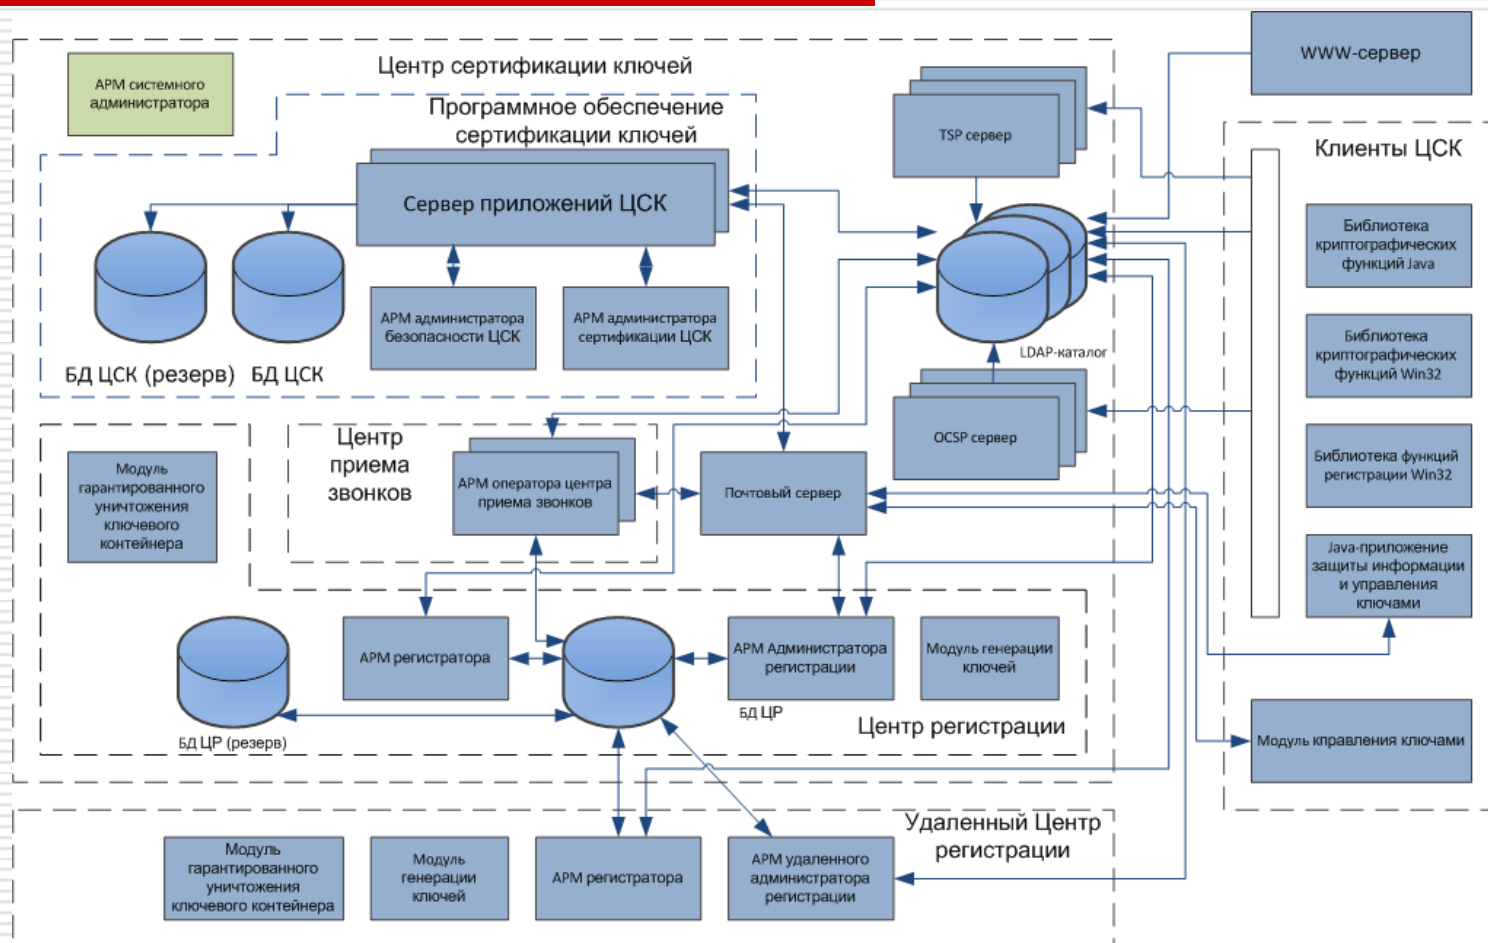 WWW-сервер
Центр сертификации ключей
АРМ системного
администратора
Программное обеспечение
сертификации ключей
TSP сервер
Клиенты ЦСК
Сервер приложений ЦСК
Библиотека
криптографических
функций Java
АРМ администратора
безопасности ЦСК
АРМ администратора
сертификации ЦСК
LDAP-каталог
Библиотека
криптографических
функций Win32
БД ЦСК (резерв)
БД ЦСК
Центр
приема
звонков
OCSP сервер
Модуль
гарантированного
уничтожения
ключевого
контейнера
АРМ оператора центра
приема звонков
Почтовый сервер
Библиотека функций
регистрации Win32
Java-приложение
защиты информации
и управления
ключами
АРМ регистратора
АРМ Администратора
регистрации
Модуль генерации
ключей
БД ЦР
Центр регистрации
БД ЦР (резерв)
Модуль кправления ключами
Удаленный Центр
регистрации
Модуль
гарантированного
уничтожения
ключевого контейнера
Модуль
генерации
ключей
АРМ регистратора
АРМ удаленного
администратора
регистрации